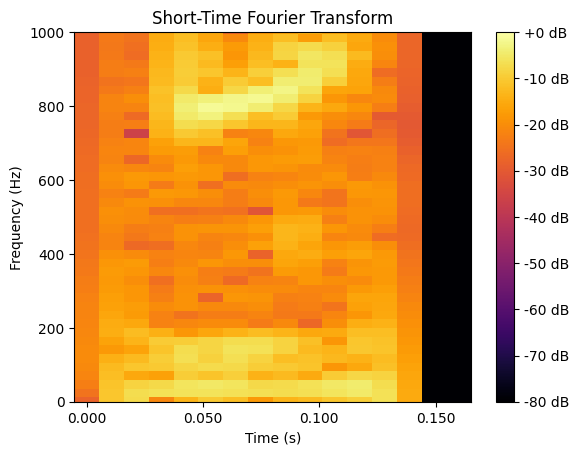 Short-Time Fourier Transform
1000
800
600
400
200
0
Frequency (Hz)
0.000
0.050
0.100
0.150
Time (s)
+0 dB
-10 dB
-20 dB
-30 dB
-40 dB
-50 dB
-60 dB
-70 dB
-80 dB